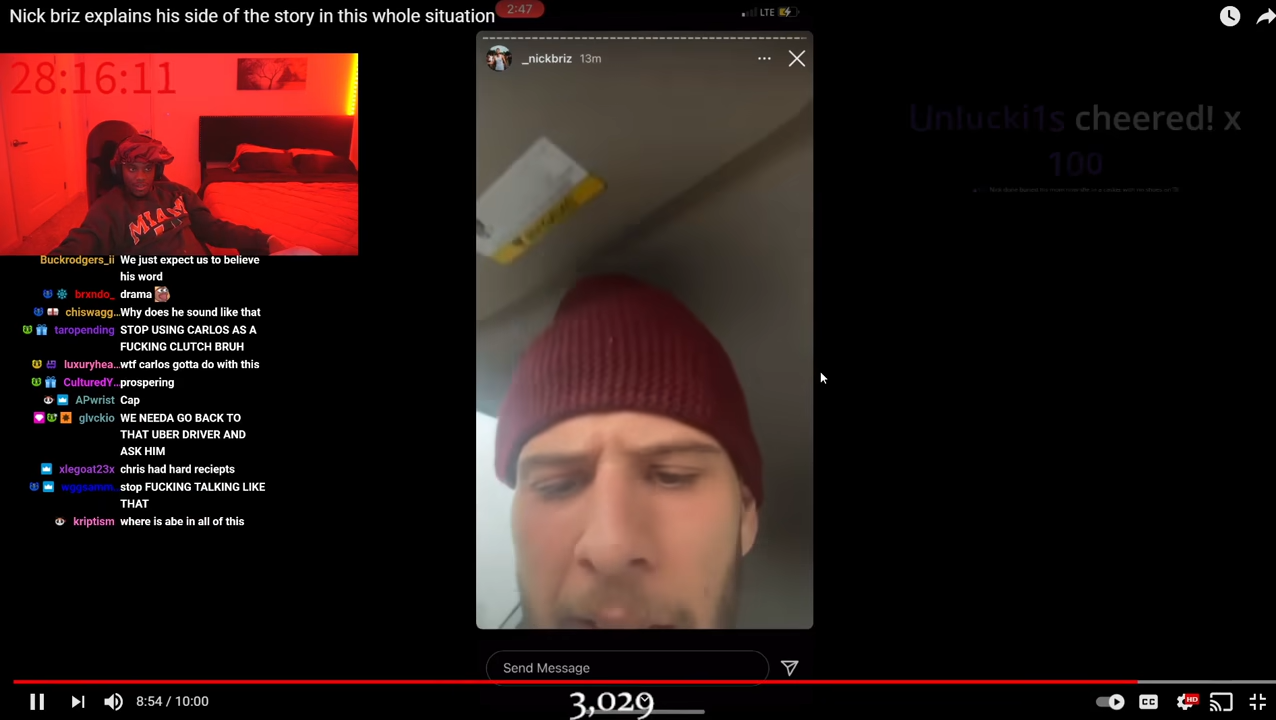 Nick briz explains his side of the story in this whole situation
2:47
LTE
28:16:11
_nickbriz 13m
MIAMI
Unlucki1s cheered! x
100
Buckrodgers_ii We just expect us to believe
his word
brxndo_ drama
chiswagg… Why does he sound like that
taropending STOP USING CARLOS AS A
FUCKING CLUTCH BRUH
luxuryhea… wtf carlos gotta do with this
CulturedY… prospering
APwrist Cap
glvckio WE NEEDA GO BACK TO
THAT UBER DRIVER AND
ASK HIM
xlegoat23x chris had hard reciepts
wggsamm. stop FUCKING TALKING LIKE
THAT
kriptism where is abe in all of this
Send Message
8:54 / 10:00
3,029
CC
HD